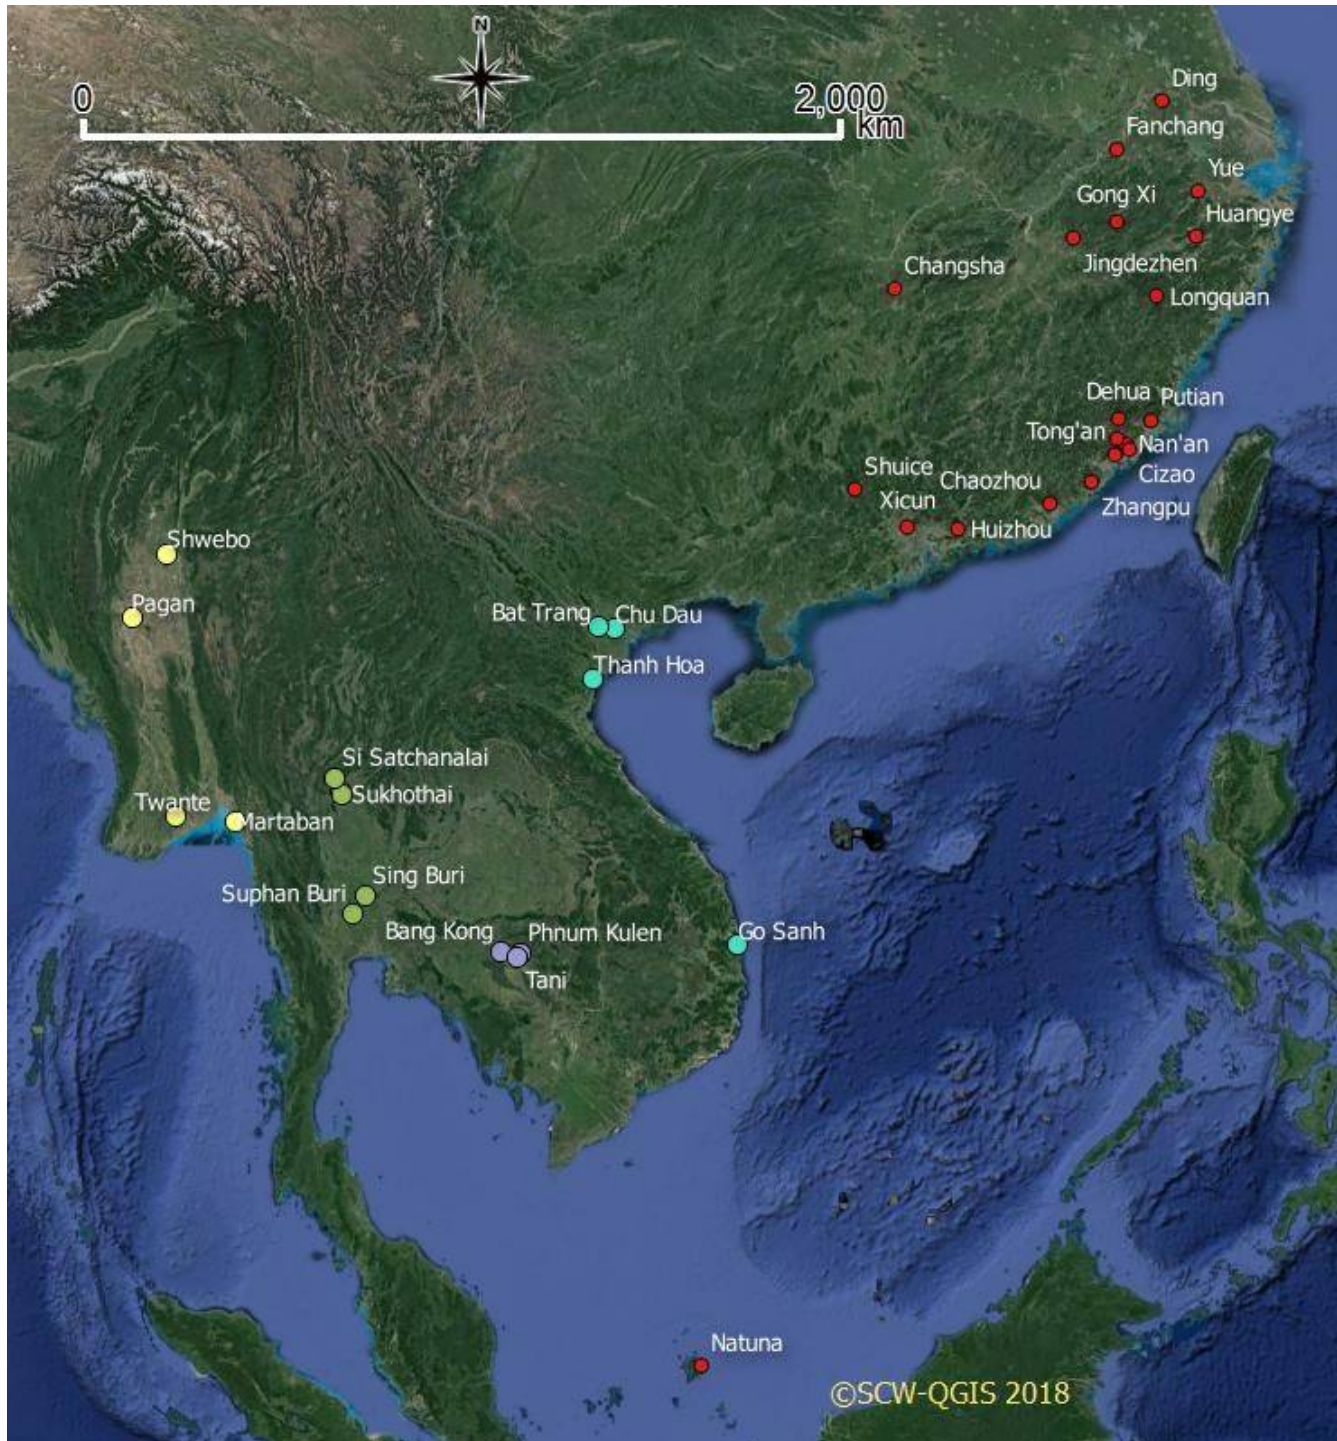 N
0
2,000
km
Ding
Fanchang
Yue
Gong Xi
Huangye
Jingdezhen
Changsha
Longquan
Dehua
Putian
Tong'an
Nan'an
Cizao
Shuice
Chaozhou
Xicun
Zhangpu
Huizhou
Shwebo
Pagan
Bat Trang
Chu Dau
Thanh Hoa
Si Satchanalai
Sukhothai
Twante
Martaban
Sing Buri
Suphan Buri
Bang Kong
Phnum Kulen
Go Sanh
Tani
Natuna
©SCW-QGIS 2018